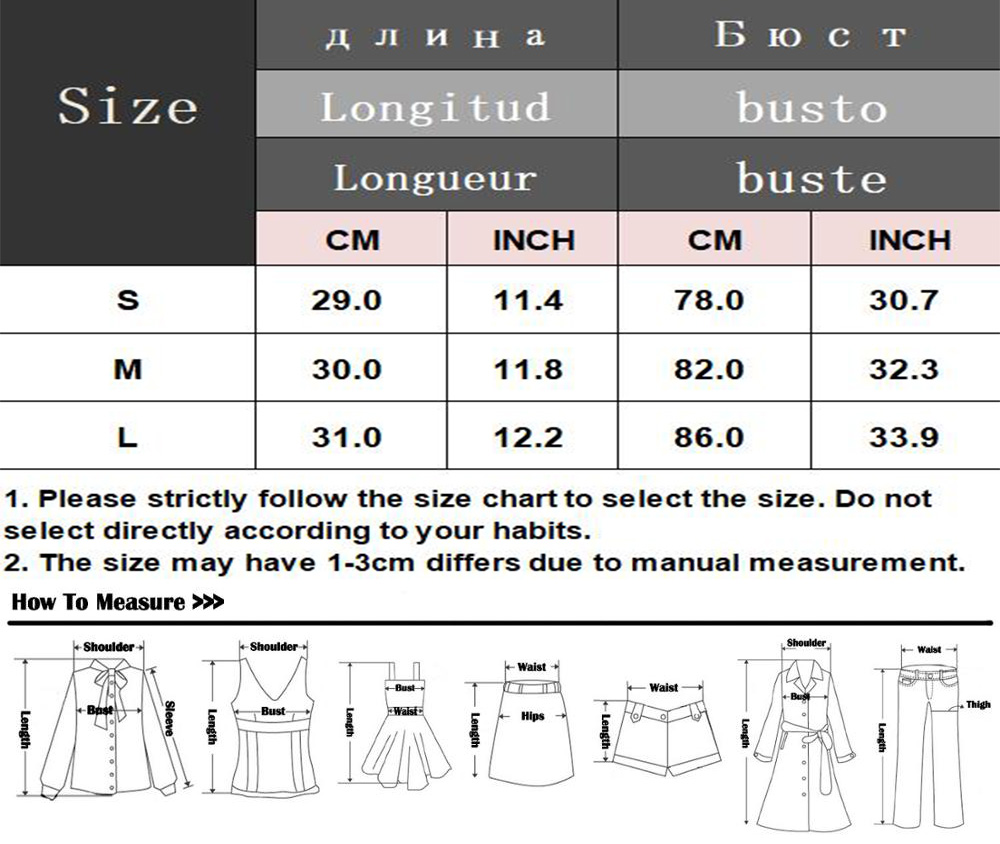 длина Бюст
Size Longitud busto
Longueur buste
CM INCH CM INCH
S 29.0 11.4 78.0 30.7
M 30.0 11.8 82.0 32.3
L 31.0 12.2 86.0 33.9
1. Please strictly follow the size chart to select the size. Do not
select directly according to your habits.
2. The size may have 1-3cm differs due to manual measurement.
How To Measure >>>
Shoulder
Bust
Sleeve
Length
Shoulder
Bust
Length
Bust
Waist
Length
Waist
Hips
Length
Waist
Length
Shoulder
Bust
Length
Waist
Thigh
Length